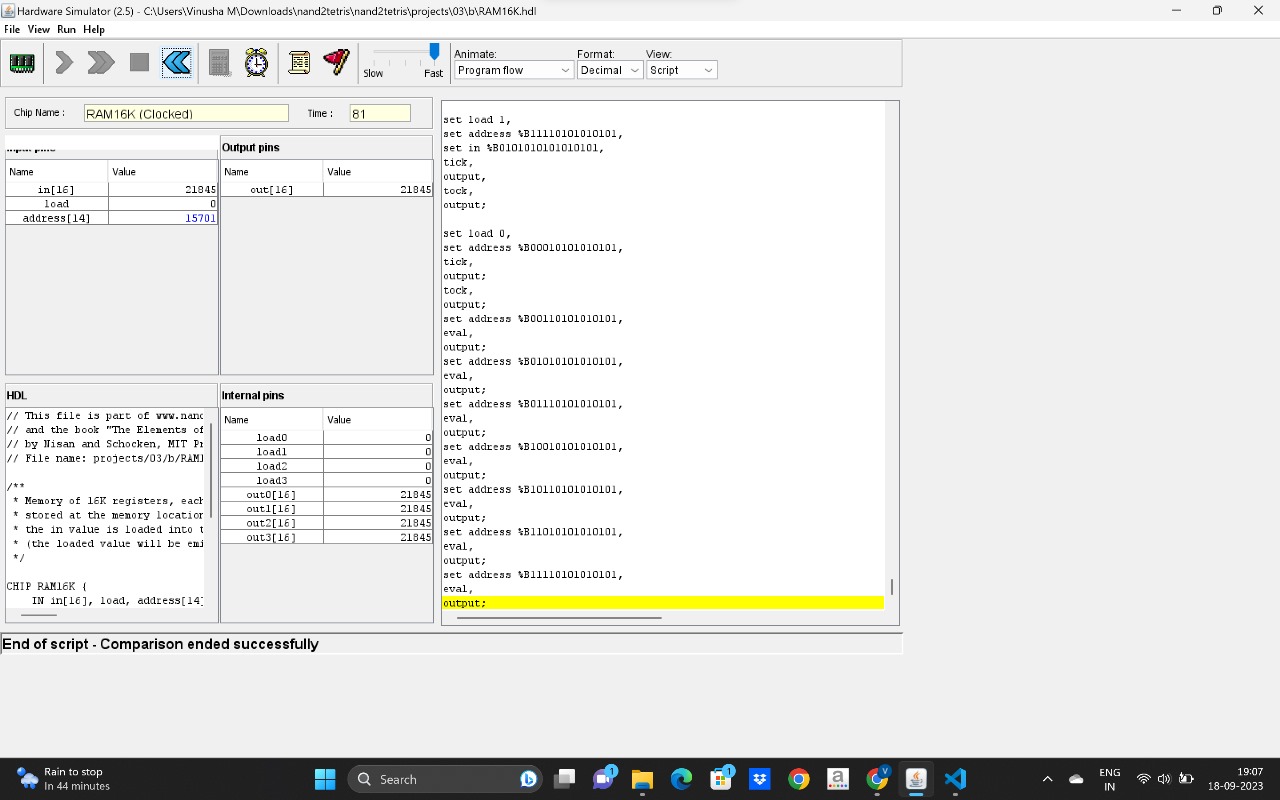 Hardware Simulator (2.5) - C:\Users\Vinusha M\Downloads\nand2tetris\nand2tetris\projects\03\b\RAM16K.hdl
File View Run Help
Slow Fast
Animate:
Program flow
Format:
Decimal
View:
Script
Chip Name :
RAM16K (Clocked)
Time :
81
Input pins
Name Value
in[16] 21845
load 0
address[14] 15701
Output pins
Name Value
out[16] 21845
HDL
// This file is part of www.nand
// and the book "The Elements of
// by Nisan and Schocken, MIT Pr
// File name: projects/03/b/RAM1
/**
* Memory of 16K registers, each
* stored at the memory location
* the in value is loaded into t
* (the loaded value will be emi
*/
CHIP RAM16K {
IN in[16], load, address[14]
Internal pins
Name Value
load0 0
load1 0
load2 0
load3 0
out0[16] 21845
out1[16] 21845
out2[16] 21845
out3[16] 21845
set load 1,
set address %B11110101010101,
set in %B0101010101010101,
tick,
output,
tock,
output;
set load 0,
set address %B00010101010101,
tick,
output;
tock,
output;
set address %B00110101010101,
eval,
output;
set address %B01010101010101,
eval,
output;
set address %B01110101010101,
eval,
output;
set address %B10010101010101,
eval,
output;
set address %B10110101010101,
eval,
output;
set address %B11010101010101,
eval,
output;
set address %B11110101010101,
eval,
output;
End of script - Comparison ended successfully
Rain to stop
In 44 minutes
Search
1
1
a
V
ENG
IN
19:07
18-09-2023